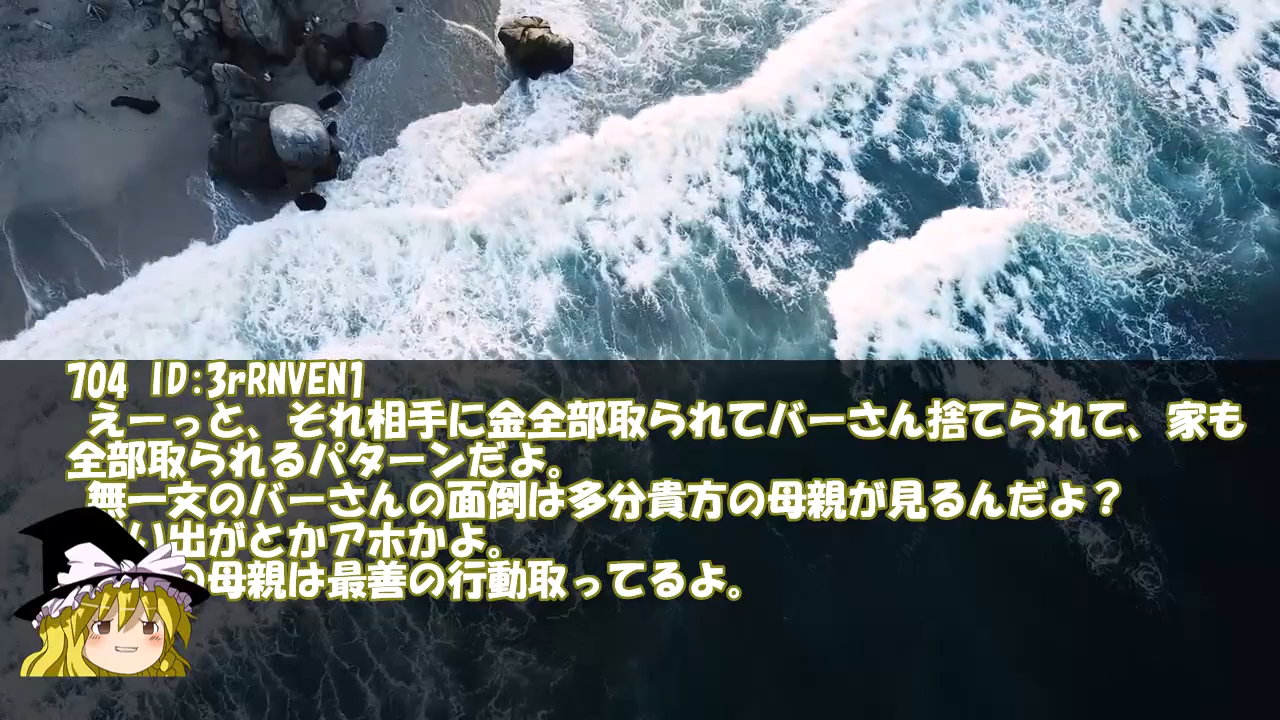 704 ID:3rRNVEN1
えーっと、それ相手に金全部取られてバーさん捨てられて、家も
全部取られるパターンだよ。
無一文のバーさんの面倒は多分貴方の母親が見るんだよ？
い出がとかアホかよ。
の母親は最善の行動取ってるよ。